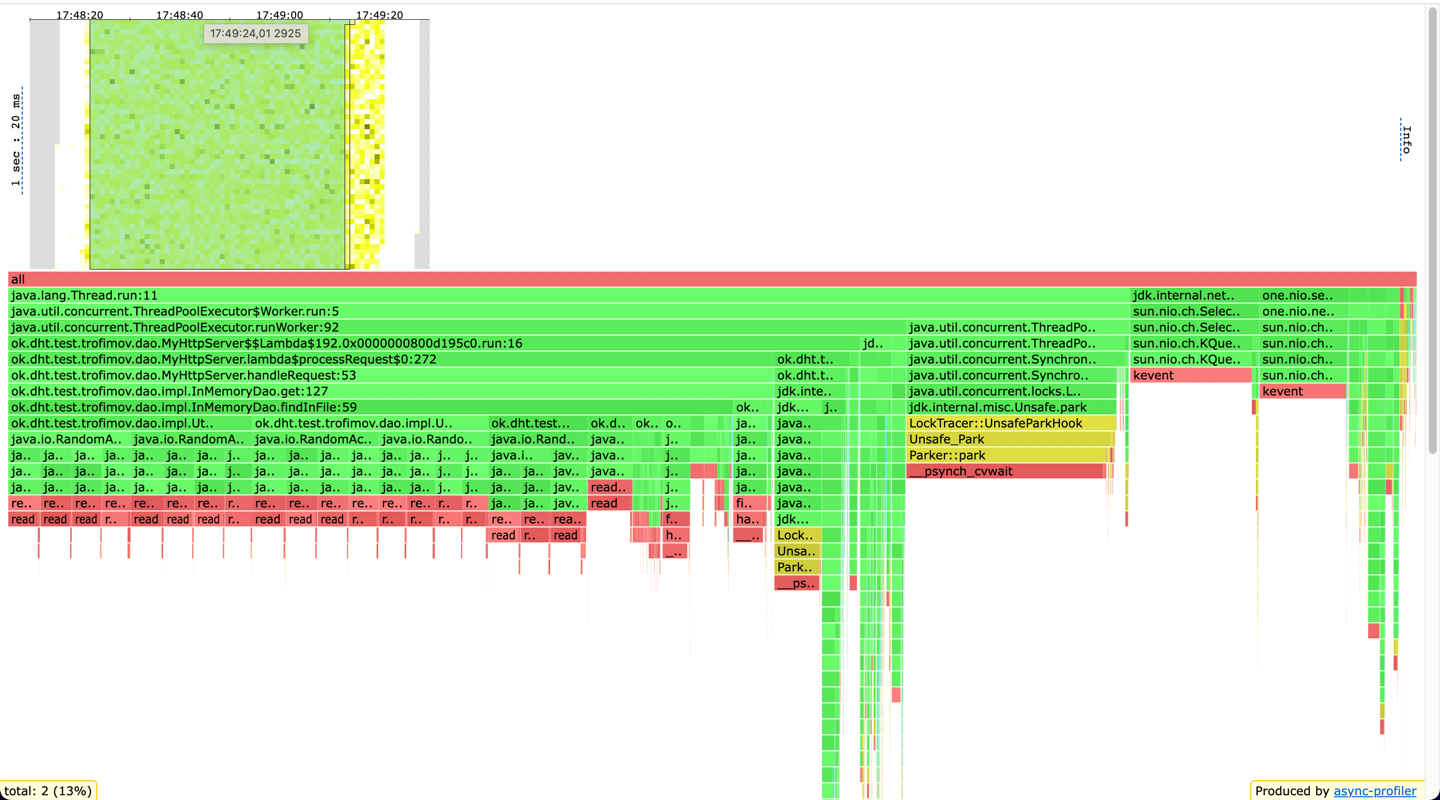 17:48:20 17:48:40 17:49:00 17:49:20
17:49:24,01 2925
1 sec : 20 ms
Info
all
java.lang.Thread.run:11 jdk.internal.net.. one.nio.se..
java.util.concurrent.ThreadPoolExecutor$Worker.run:5 sun.nio.ch.Selec.. one.nio.ne..
java.util.concurrent.ThreadPoolExecutor.runWorker:92 java.util.concurrent.ThreadPo.. sun.nio.ch.Selec.. sun.nio.ch..
ok.dht.test.trofimov.dao.MyHttpServer$$Lambda$192.0x0000000800d195c0.run:16 jd.. java.util.concurrent.ThreadPo.. sun.nio.ch.KQue.. sun.nio.ch..
ok.dht.test.trofimov.dao.MyHttpServer.lambda$processRequest$0:272 ok.dht.t.. java.util.concurrent.Synchron.. sun.nio.ch.KQue.. sun.nio.ch..
ok.dht.test.trofimov.dao.MyHttpServer.handleRequest:53 ok.dht.t.. java.util.concurrent.Synchro.. kevent sun.nio.ch..
ok.dht.test.trofimov.dao.impl.InMemoryDao.get:127 jdk.inte.. java.util.concurrent.locks.L.. kevent
ok.dht.test.trofimov.dao.impl.InMemoryDao.findInFile:59 ok.. jdk... j.. jdk.internal.misc.Unsafe.park
ok.dht.test.trofimov.dao.impl.Ut.. ok.dht.test.trofimov.dao.impl.U.. ok.dht.test... ok.d.. ok.. o.. ja.. java.. LockTracer::UnsafeParkHook
java.io.RandomA.. java.io.RandomA.. java.io.RandomAc.. java.io.Rando.. java.io.Rand.. java.. j.. ja.. java.. Unsafe_Park
ja.. ja.. ja.. j.. ja.. ja.. ja.. j.. ja.. ja.. ja.. ja.. ja.. j.. j.. java.i.. java.. j.. ja.. java.. Parker::park
ja.. ja.. ja.. j.. ja.. ja.. ja.. j.. ja.. ja.. ja.. ja.. ja.. j.. j.. ja.. ja.. jav.. java.. j.. ja.. java.. __psynch_cvwait
ja.. ja.. ja.. j.. ja.. ja.. ja.. j.. ja.. ja.. ja.. ja.. ja.. j.. j.. ja.. ja.. jav.. read.. j.. ja.. java..
re.. re.. re.. r.. re.. re.. re.. r.. re.. re.. re.. re.. re.. r.. r.. ja.. ja.. jav.. read j.. fi.. java..
read read read r.. read read read r.. read read read r.. r.. r.. r.. re.. re.. rea.. f.. ha.. jdk...
read r.. read h.. __.. Lock..
_.. Unsa..
Park..
__ps..
total: 2 (13%)
Produced by async-profiler